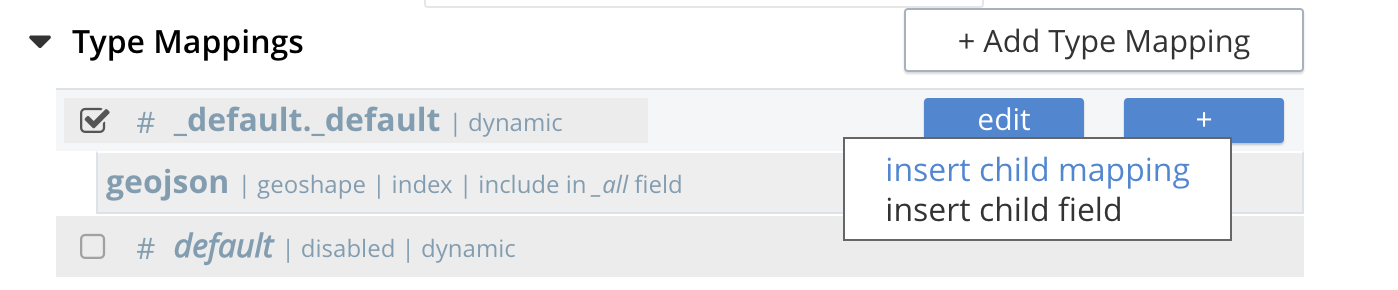 Type Mappings
+ Add Type Mapping
# _default._default | dynamic
edit
+
insert child mapping
insert child field
geojson | geoshape | index | include in _all field
# default | disabled | dynamic